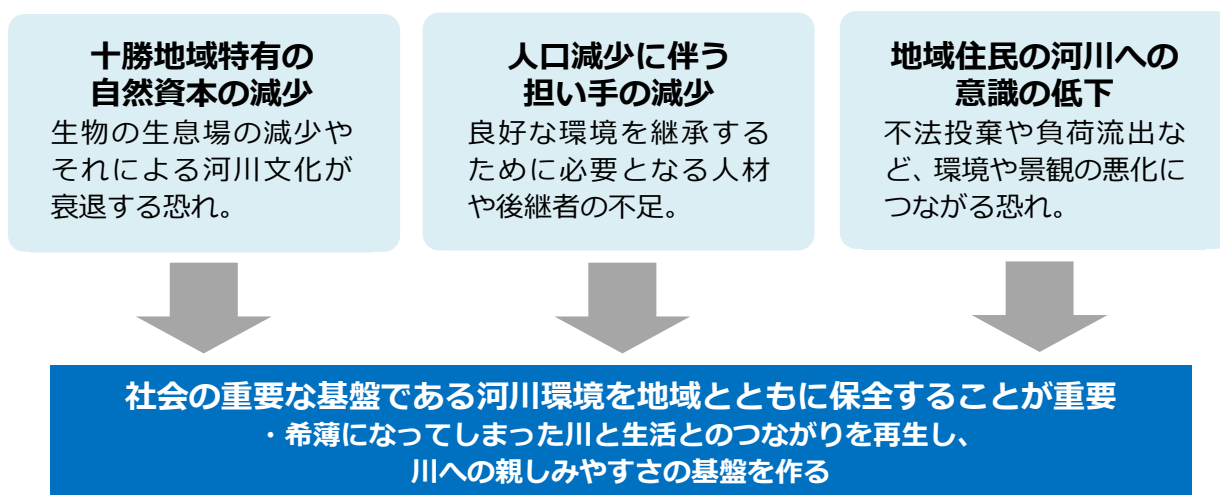 十勝地域特有の
自然資本の減少
生物の生息場の減少や
それによる河川文化が
衰退する恐れ。
人口減少に伴う
担い手の減少
良好な環境を継承する
ために必要となる人材
や後継者の不足。
地域住民の河川への
意識の低下
不法投棄や負荷流出な
ど、環境や景観の悪化に
つながる恐れ。
社会の重要な基盤である河川環境を地域とともに保全することが重要
・希薄になってしまった川と生活とのつながりを再生し、
川への親しみやすさの基盤を作る